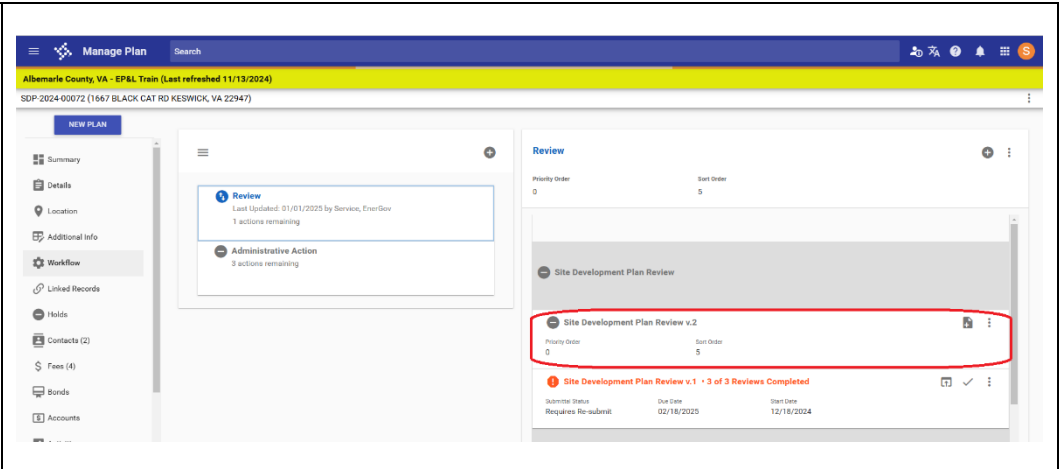 Manage Plan
Search
S
Albemarle County, VA - EP&L Train (Last refreshed 11/13/2024)
SDP-2024-00072 (1667 BLACK CAT RD KESWICK, VA 22947)
NEW PLAN
Summary
Details
Location
Additional Info
Workflow
Linked Records
Holds
Contacts (2)
Fees (4)
Bonds
Accounts
Review
Last Updated: 01/01/2025 by Service, EnerGov
1 actions remaining
Administrative Action
3 actions remaining
Review
Priority Order Sort Order
0 5
Site Development Plan Review
Site Development Plan Review v.2
Priority Order Sort Order
0 5
Site Development Plan Review v.1 • 3 of 3 Reviews Completed
Submittal Status Due Date Start Date
Requires Re-submit 02/18/2025 12/18/2024